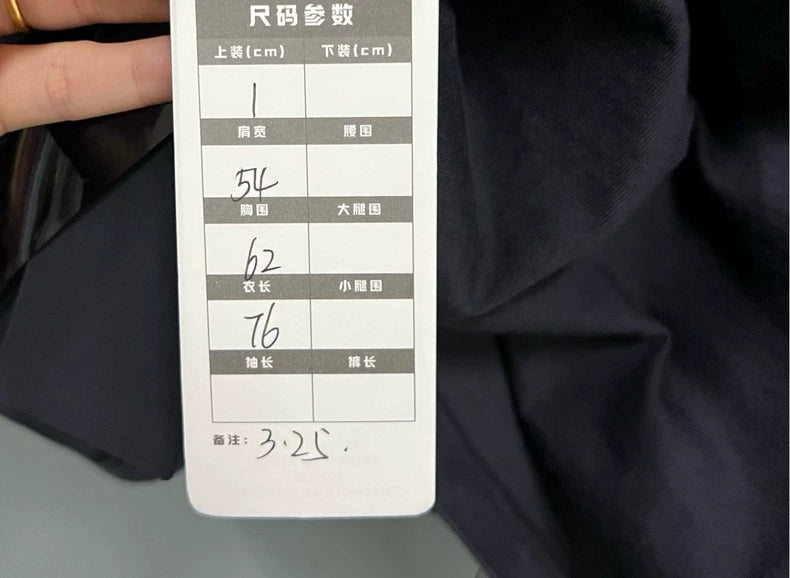 尺码参数
上装(cm) 下装(cm)
1
肩宽 腰围
54
胸围 大腿围
62
衣长 小腿围
76
袖长 裤长
备注: 3.25.